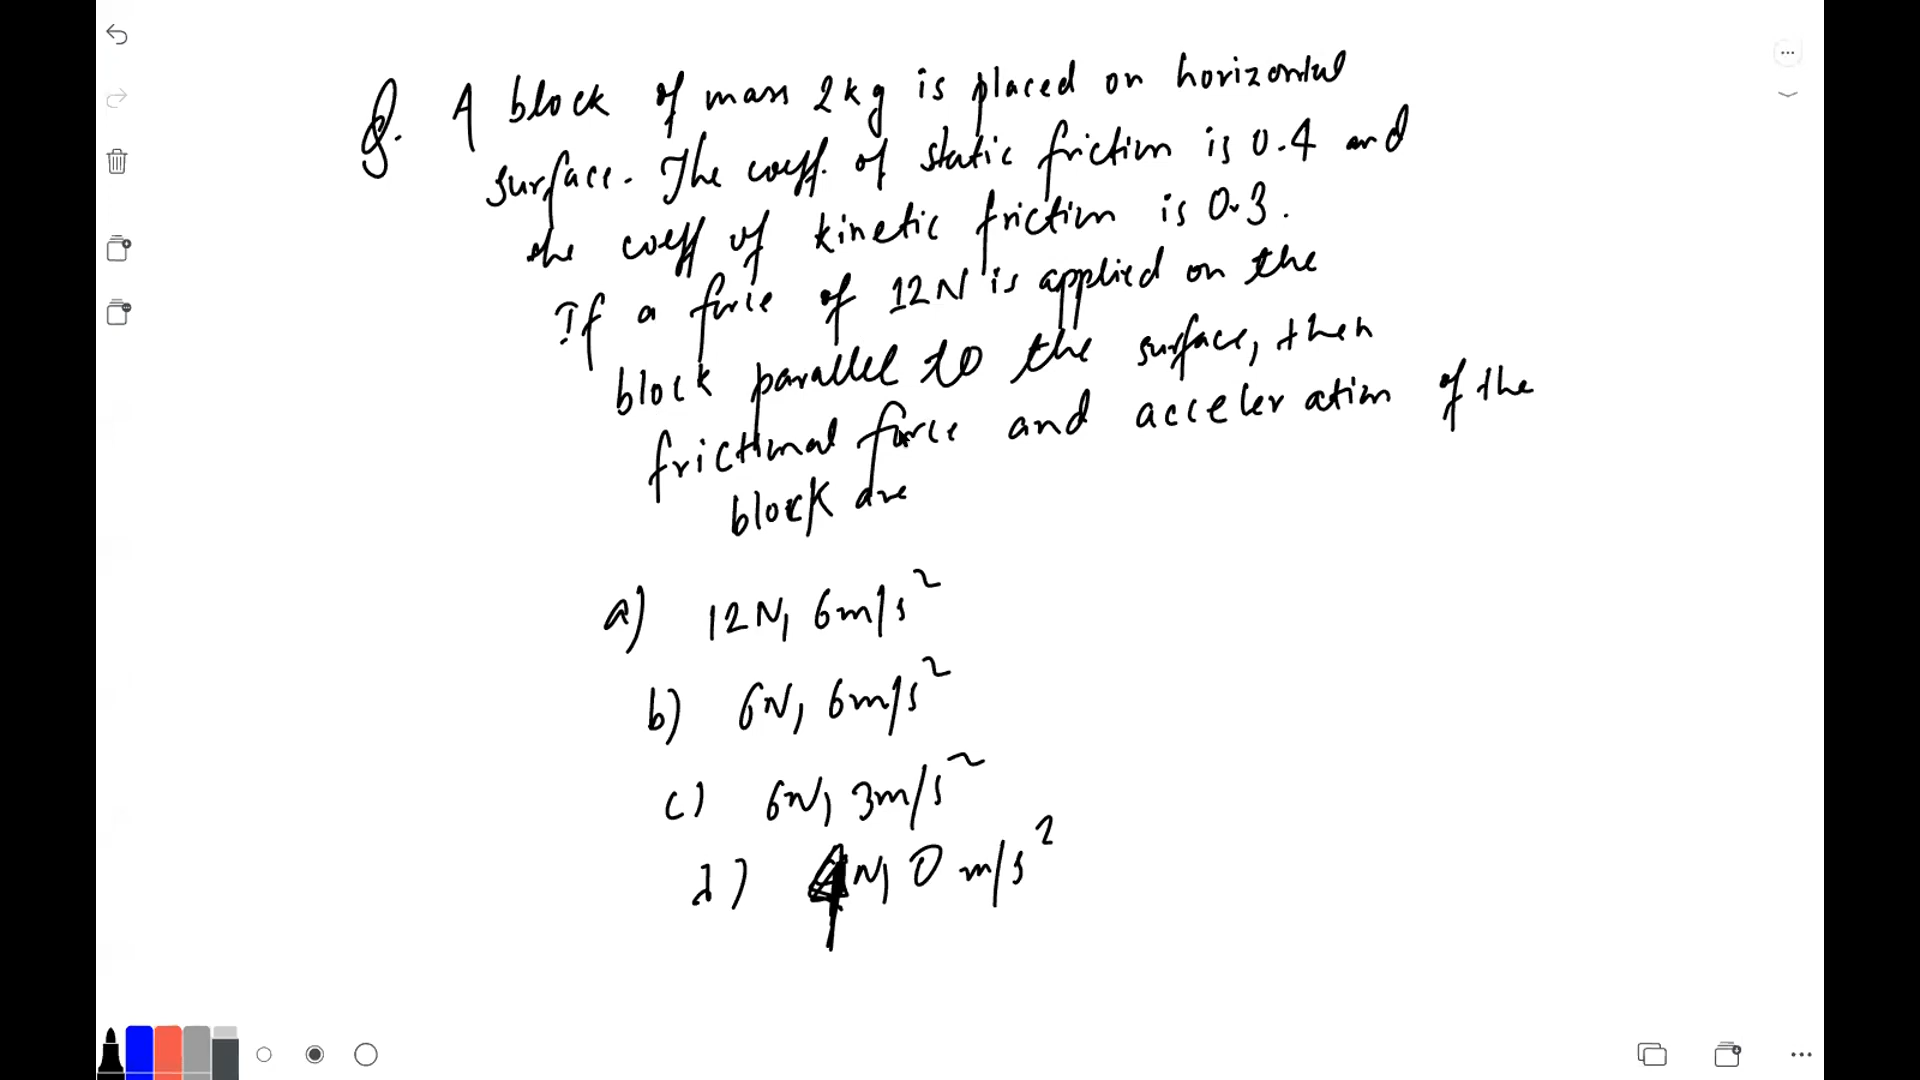 Q. A block of mass 2kg is placed on horizontal
surface. The coeff. of static friction is 0.4 and
the coeff of kinetic friction is 0.3.
If a force of 12N is applied on the
block parallel to the surface, then
frictional force and acceleration of the
block are
a) 12N, 6m/s²
b) 6N, 6m/s²
c) 6N, 3m/s²
d) 4N, 0 m/s²